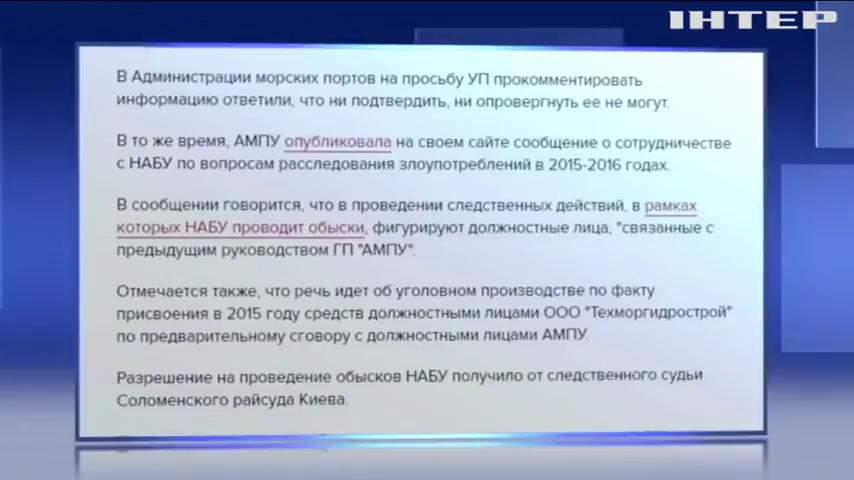 ІНТЕР
В Администрации морских портов на просьбу УП прокомментировать
информацию ответили, что ни подтвердить, ни опровергнуть ее не могут.
В то же время, АМПУ опубликовала на своем сайте сообщение о сотрудничестве
с НАБУ по вопросам расследования злоупотреблений в 2015-2016 годах.
В сообщении говорится, что в проведении следственных действий, в рамках
которых НАБУ проводит обыски, фигурируют должностные лица, "связанные с
предыдущим руководством ГП "АМПУ".
Отмечается также, что речь идет об уголовном производстве по факту
присвоения в 2015 году средств должностными лицами ООО "Техморгидрострой"
по предварительному сговору с должностными лицами АМПУ.
Разрешение на проведение обысков НАБУ получило от следственного судьи
Соломенского райсуда Киева.